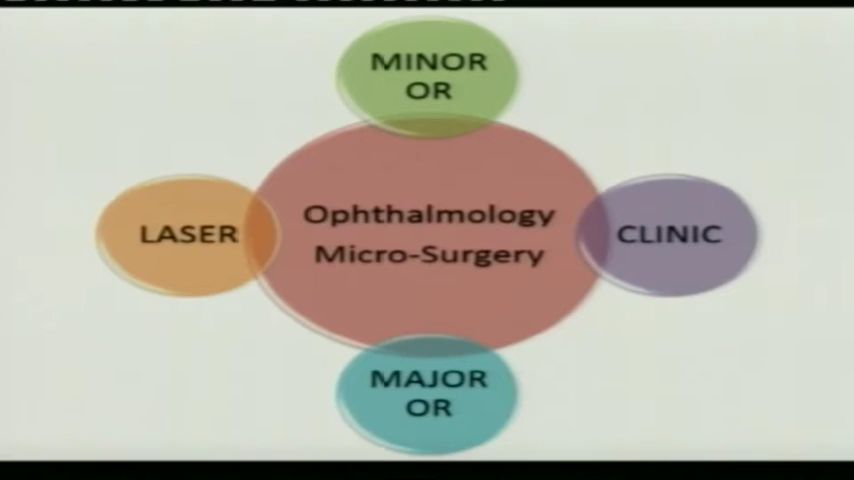 MINOR
OR
LASER
Ophthalmology
Micro-Surgery
CLINIC
MAJOR
OR